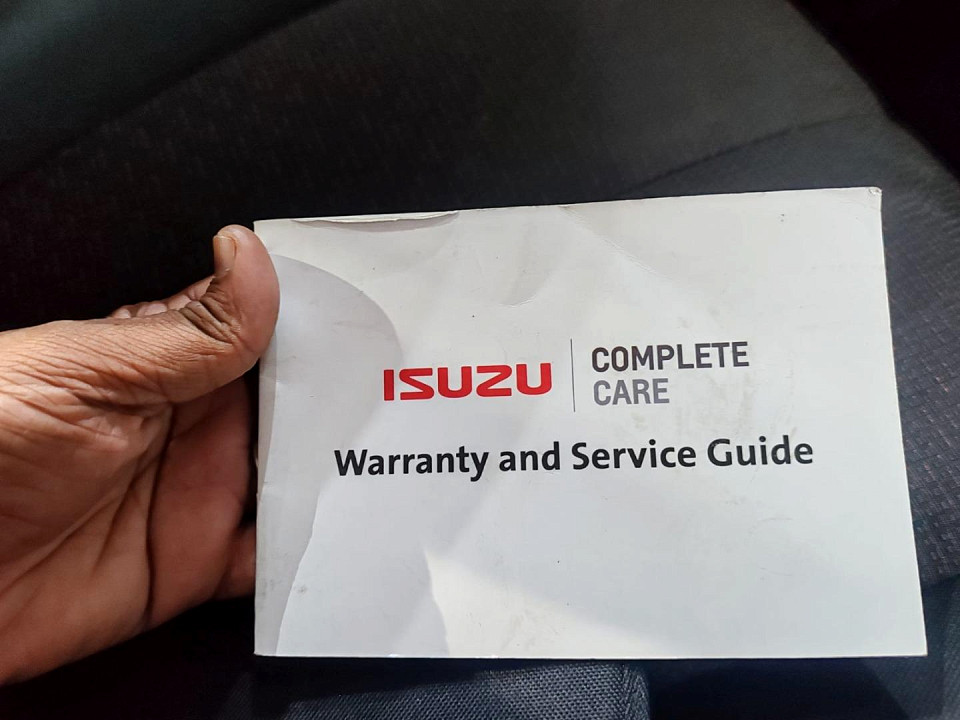 ISUZU
COMPLETE
CARE
Warranty and Service Guide